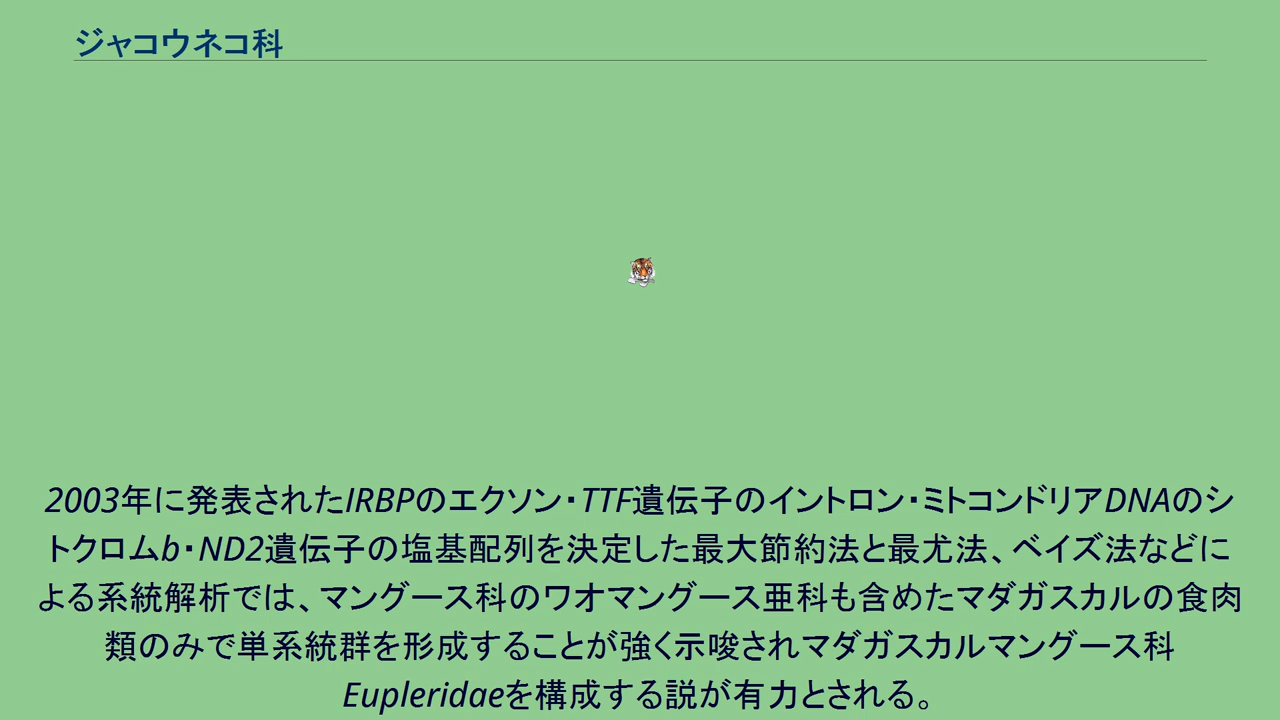 ジャコウネコ科
2003年に発表されたIRBPのエクソン・TTF遺伝子のイントロン・ミトコンドリアDNAのシ
トクロムb・ND2遺伝子の塩基配列を決定した最大節約法と最尤法、ベイズ法などに
よる系統解析では、マングース科のワオマングース亜科も含めたマダガスカルの食肉
類のみで単系統群を形成することが強く示唆されマダガスカルマングース科
Eupleridaeを構成する説が有力とされる。